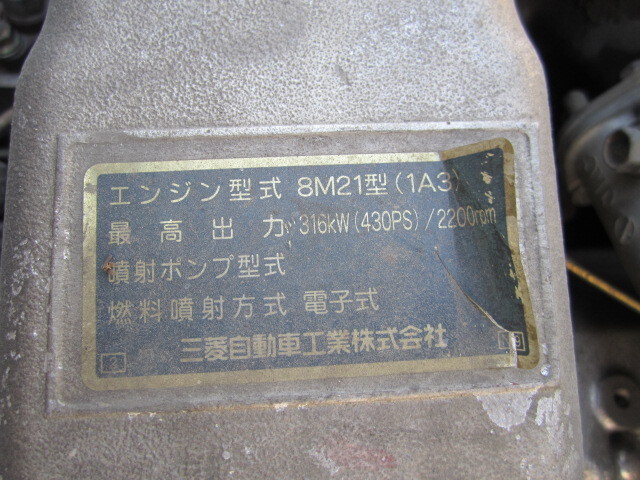 エンジン型式 8M21型(1A3)
最高出力 316kW(430PS)/2200rpm
噴射ポンプ型式
燃料噴射方式 電子式
三菱自動車工業株式会社